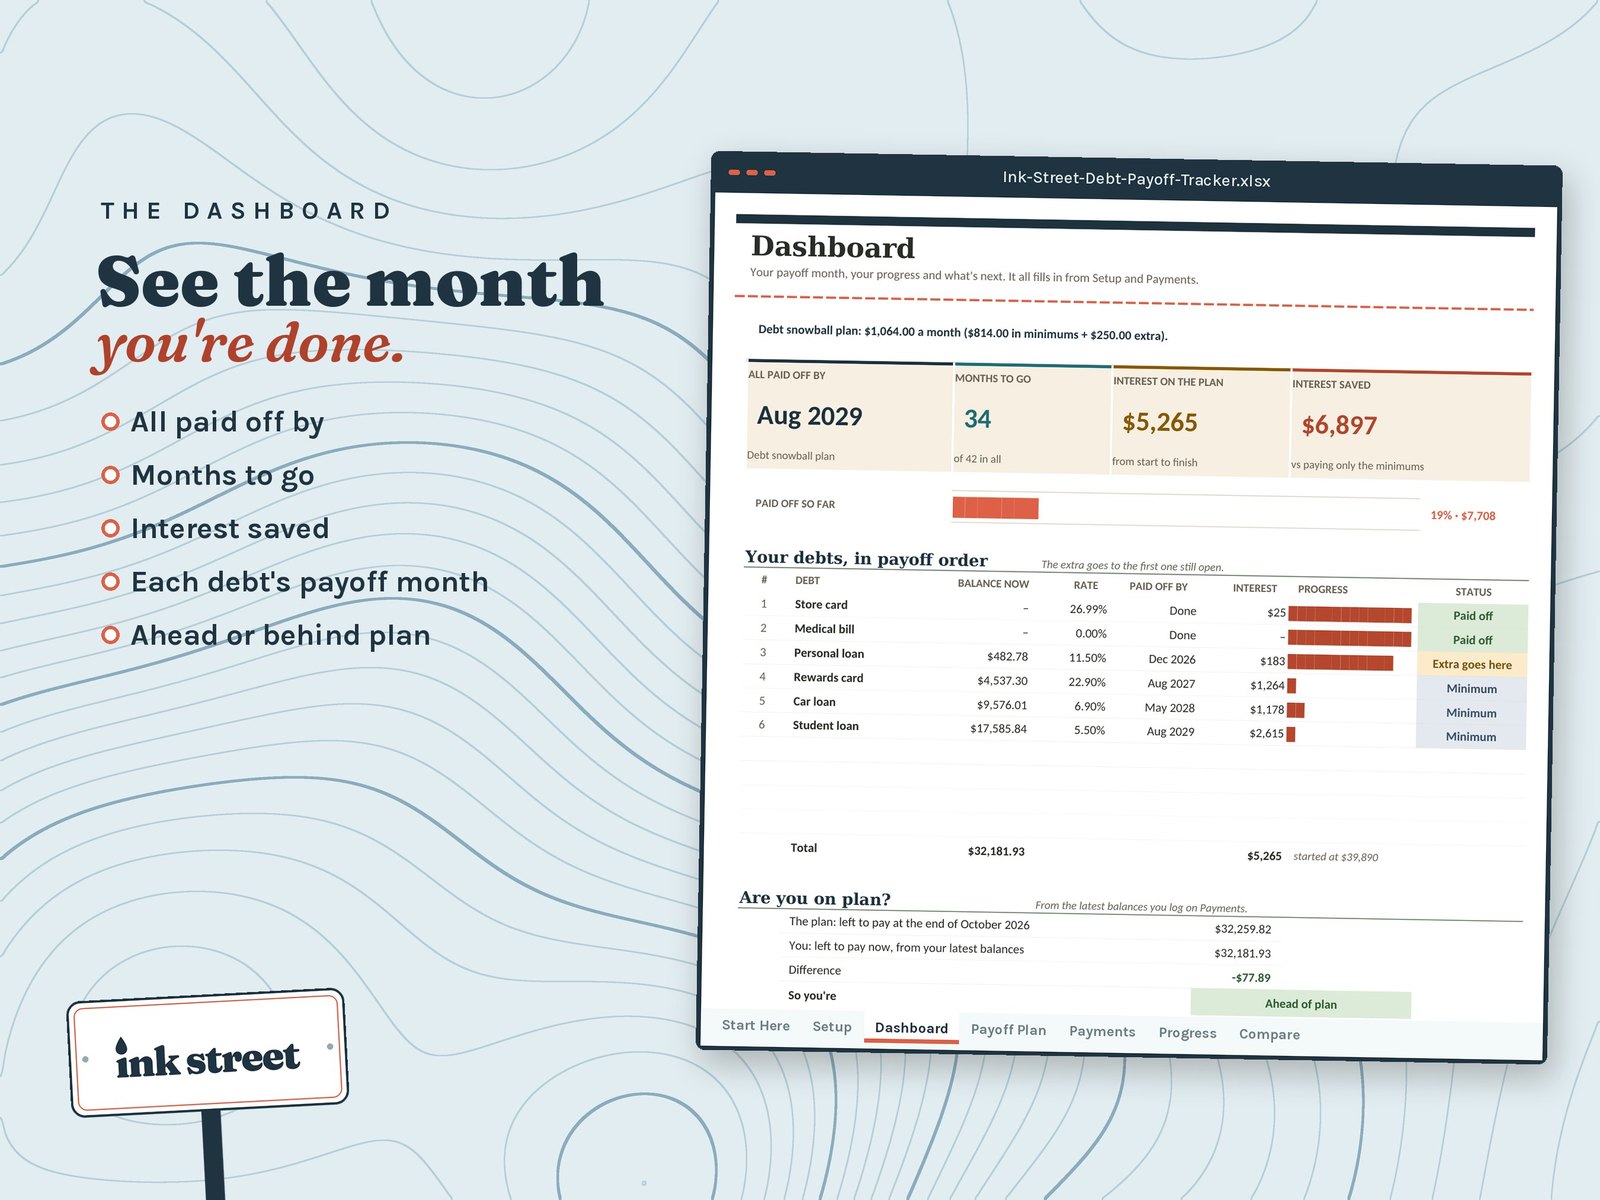 THE DASHBOARD
See the month
you're done.
All paid off by
Months to go
Interest saved
Each debt's payoff month
Ahead or behind plan
ink street
Ink-Street-Debt-Payoff-Tracker.xlsx
Dashboard
Your payoff month, your progress and what's next. It all fills in from Setup and Payments.
Debt snowball plan: $1,064.00 a month ($814.00 in minimums + $250.00 extra).
ALL PAID OFF BY MONTHS TO GO INTEREST ON THE PLAN INTEREST SAVED
Aug 2029 34 $5,265 $6,897
Debt snowball plan of 42 in all from start to finish vs paying only the minimums
PAID OFF SO FAR 19% · $7,708
Your debts, in payoff order The extra goes to the first one still open.
# DEBT BALANCE NOW RATE PAID OFF BY INTEREST PROGRESS STATUS
1 Store card – 26.99% Done $25 Paid off
2 Medical bill – 0.00% Done – Paid off
3 Personal loan $482.78 11.50% Dec 2026 $183 Extra goes here
4 Rewards card $4,537.30 22.90% Aug 2027 $1,264 Minimum
5 Car loan $9,576.01 6.90% May 2028 $1,178 Minimum
6 Student loan $17,585.84 5.50% Aug 2029 $2,615 Minimum
Total $32,181.93 $5,265 started at $39,890
Are you on plan? From the latest balances you log on Payments.
The plan: left to pay at the end of October 2026 $32,259.82
You: left to pay now, from your latest balances $32,181.93
Difference -$77.89
So you're Ahead of plan
Start Here Setup Dashboard Payoff Plan Payments Progress Compare